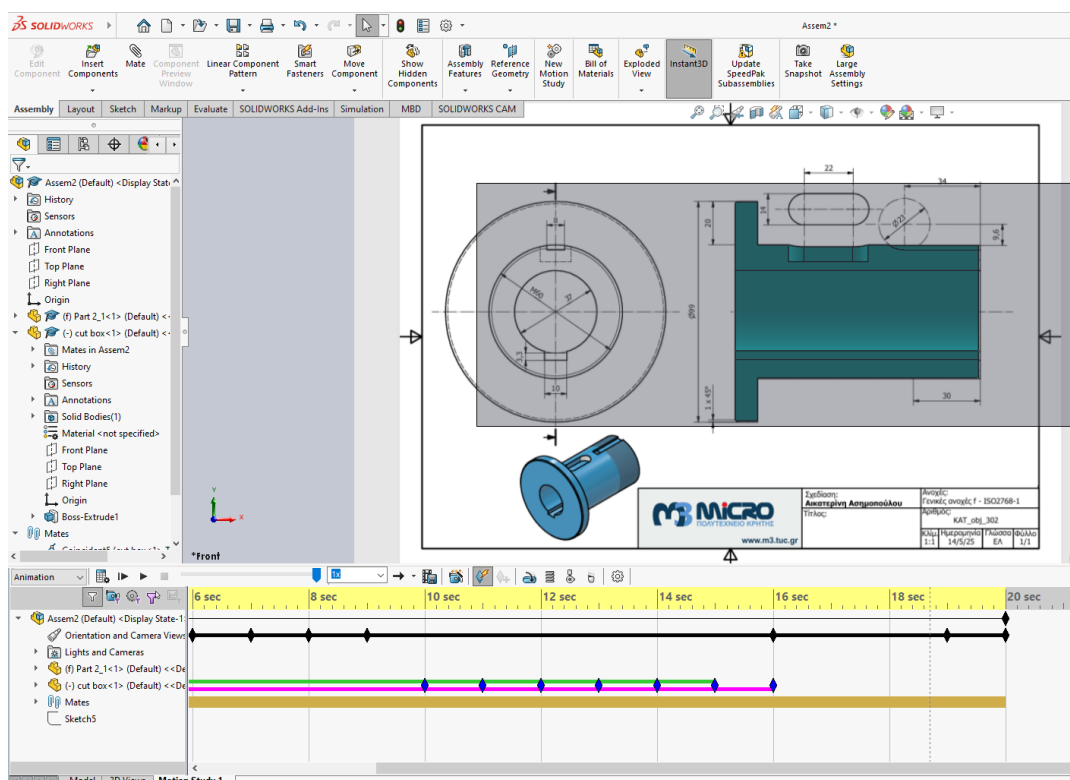 SOLIDWORKS
Assem2 *
Edit Component
Insert Components
Mate
Component Preview Window
Linear Component Pattern
Smart Fasteners
Move Component
Show Hidden Components
Assembly Features
Reference Geometry
New Motion Study
Bill of Materials
Exploded View
Instant3D
Update SpeedPak Subassemblies
Take Snapshot
Large Assembly Settings
Assembly Layout Sketch Markup Evaluate SOLIDWORKS Add-Ins Simulation MBD SOLIDWORKS CAM
Assem2 (Default) <Display State
History
Sensors
Annotations
Front Plane
Top Plane
Right Plane
Origin
(f) Part 2_1<1> (Default) <
(-) cut box<1> (Default) <
Mates in Assem2
History
Sensors
Annotations
Solid Bodies(1)
Material <not specified>
Front Plane
Top Plane
Right Plane
Origin
Boss-Extrude1
Mates
Y
X
*Front
22
34
14
20
Ø23
9,6
8
M60
37
Ø99
3,3
10
1 x 45°
30
M3 MICRO
ΠΟΛΥΤΕΧΝΕΙΟ ΚΡΗΤΗΣ
www.m3.tuc.gr
Σχεδίαση:
Αικατερίνη Ασημοπούλου
Τίτλος:
Ανοχές:
Γενικές ανοχές f - ISO2768-1
Αριθμός:
KAT_obj_302
Κλίμ. Ημερομηνία Γλώσσα Φύλλο
1:1 14/5/25 ΕΛ 1/1
Animation
1x
6 sec 8 sec 10 sec 12 sec 14 sec 16 sec 18 sec 20 sec
Assem2 (Default) <Display State-1
Orientation and Camera Views
Lights and Cameras
(f) Part 2_1<1> (Default) <<De
(-) cut box<1> (Default) <<De
Mates
Sketch5
Model 3D Views Motion Study 1